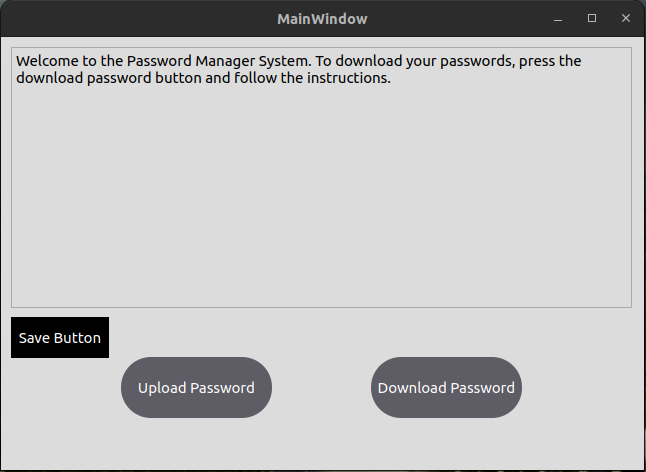 MainWindow
Welcome to the Password Manager System. To download your passwords, press the
download password button and follow the instructions.
Save Button
Upload Password
Download Password